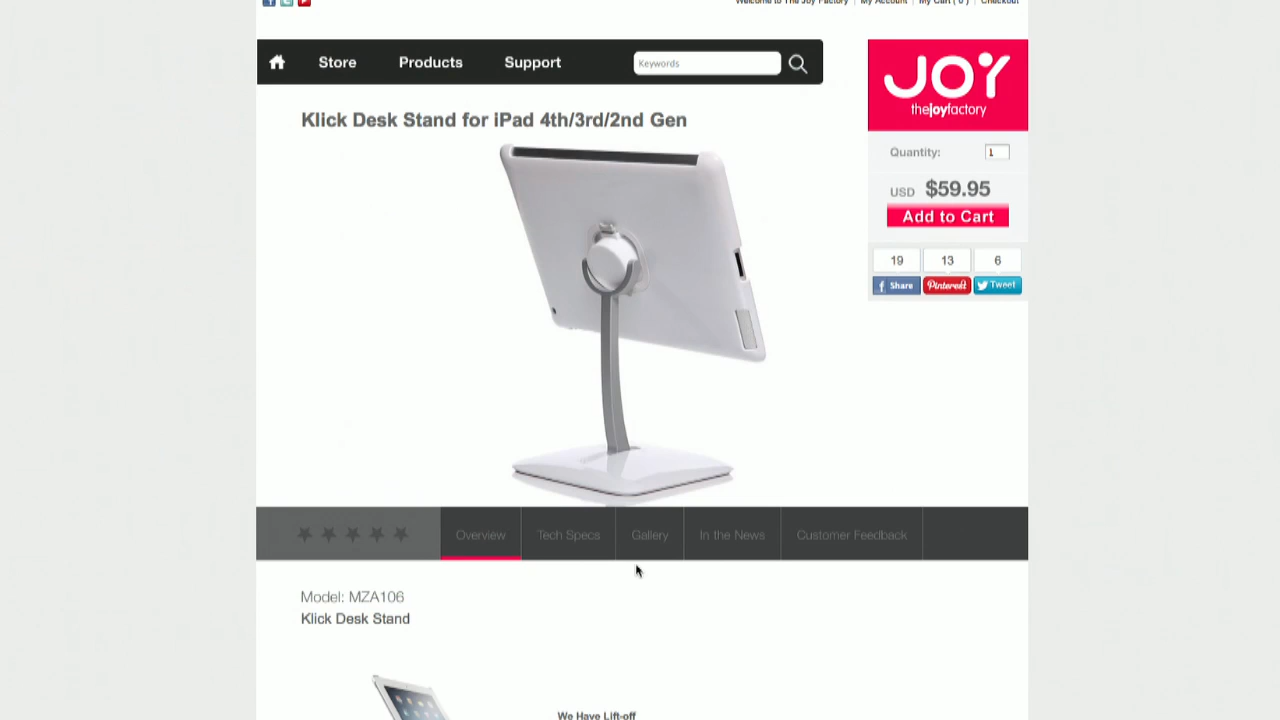 Welcome to The Joy Factory | My Account | My Cart ( 0 ) | Checkout
Store Products Support Keywords
JOY
thejoyfactory
Klick Desk Stand for iPad 4th/3rd/2nd Gen
Quantity: 1
USD $59.95
Add to Cart
19 13 6
f Share Pinterest Tweet
Overview Tech Specs Gallery In the News Customer Feedback
Model: MZA106
Klick Desk Stand
We Have Lift-off